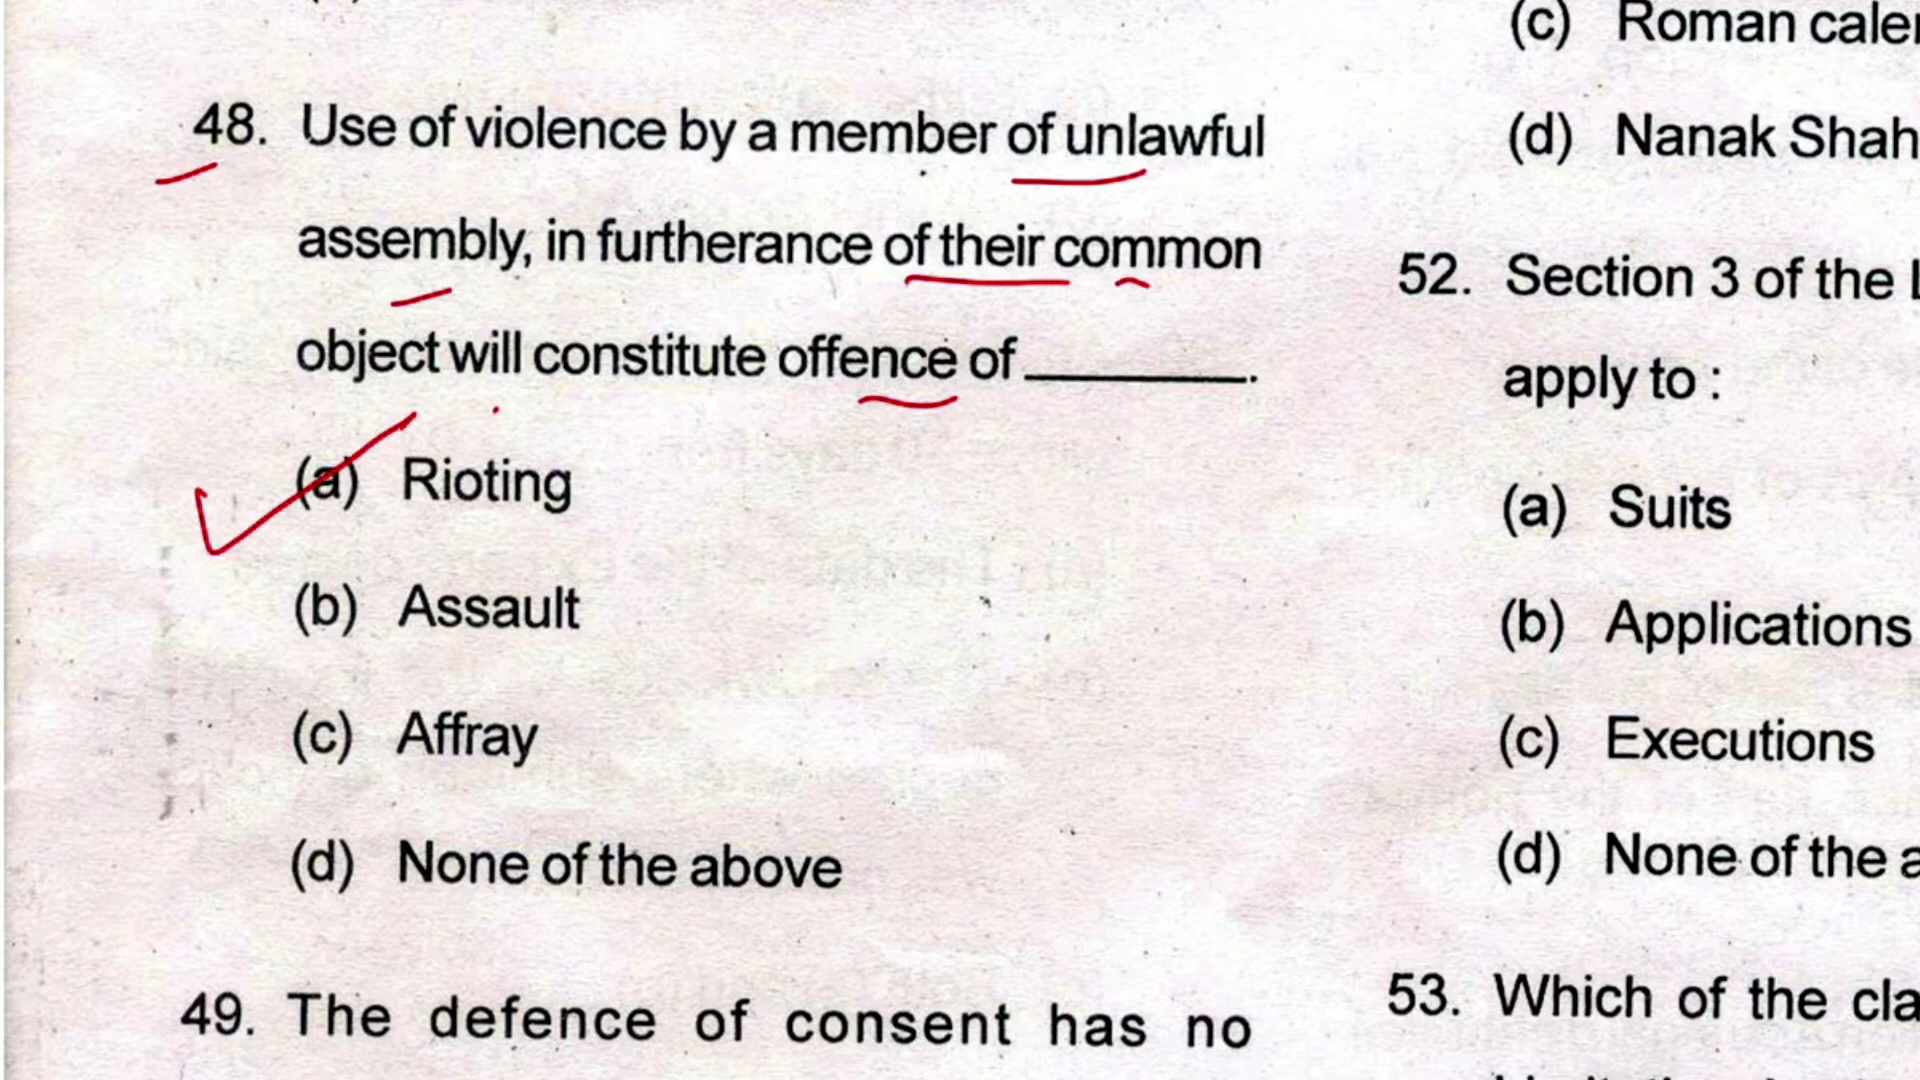 48. Use of violence by a member of unlawful
assembly, in furtherance of their common
object will constitute offence of ________.
(a) Rioting
(b) Assault
(c) Affray
(d) None of the above
49. The defence of consent has no
(c) Roman
(d) Nanak Shah
52. Section 3 of the
apply to :
(a) Suits
(b) Applications
(c) Executions
(d) None of the
53. Which of the